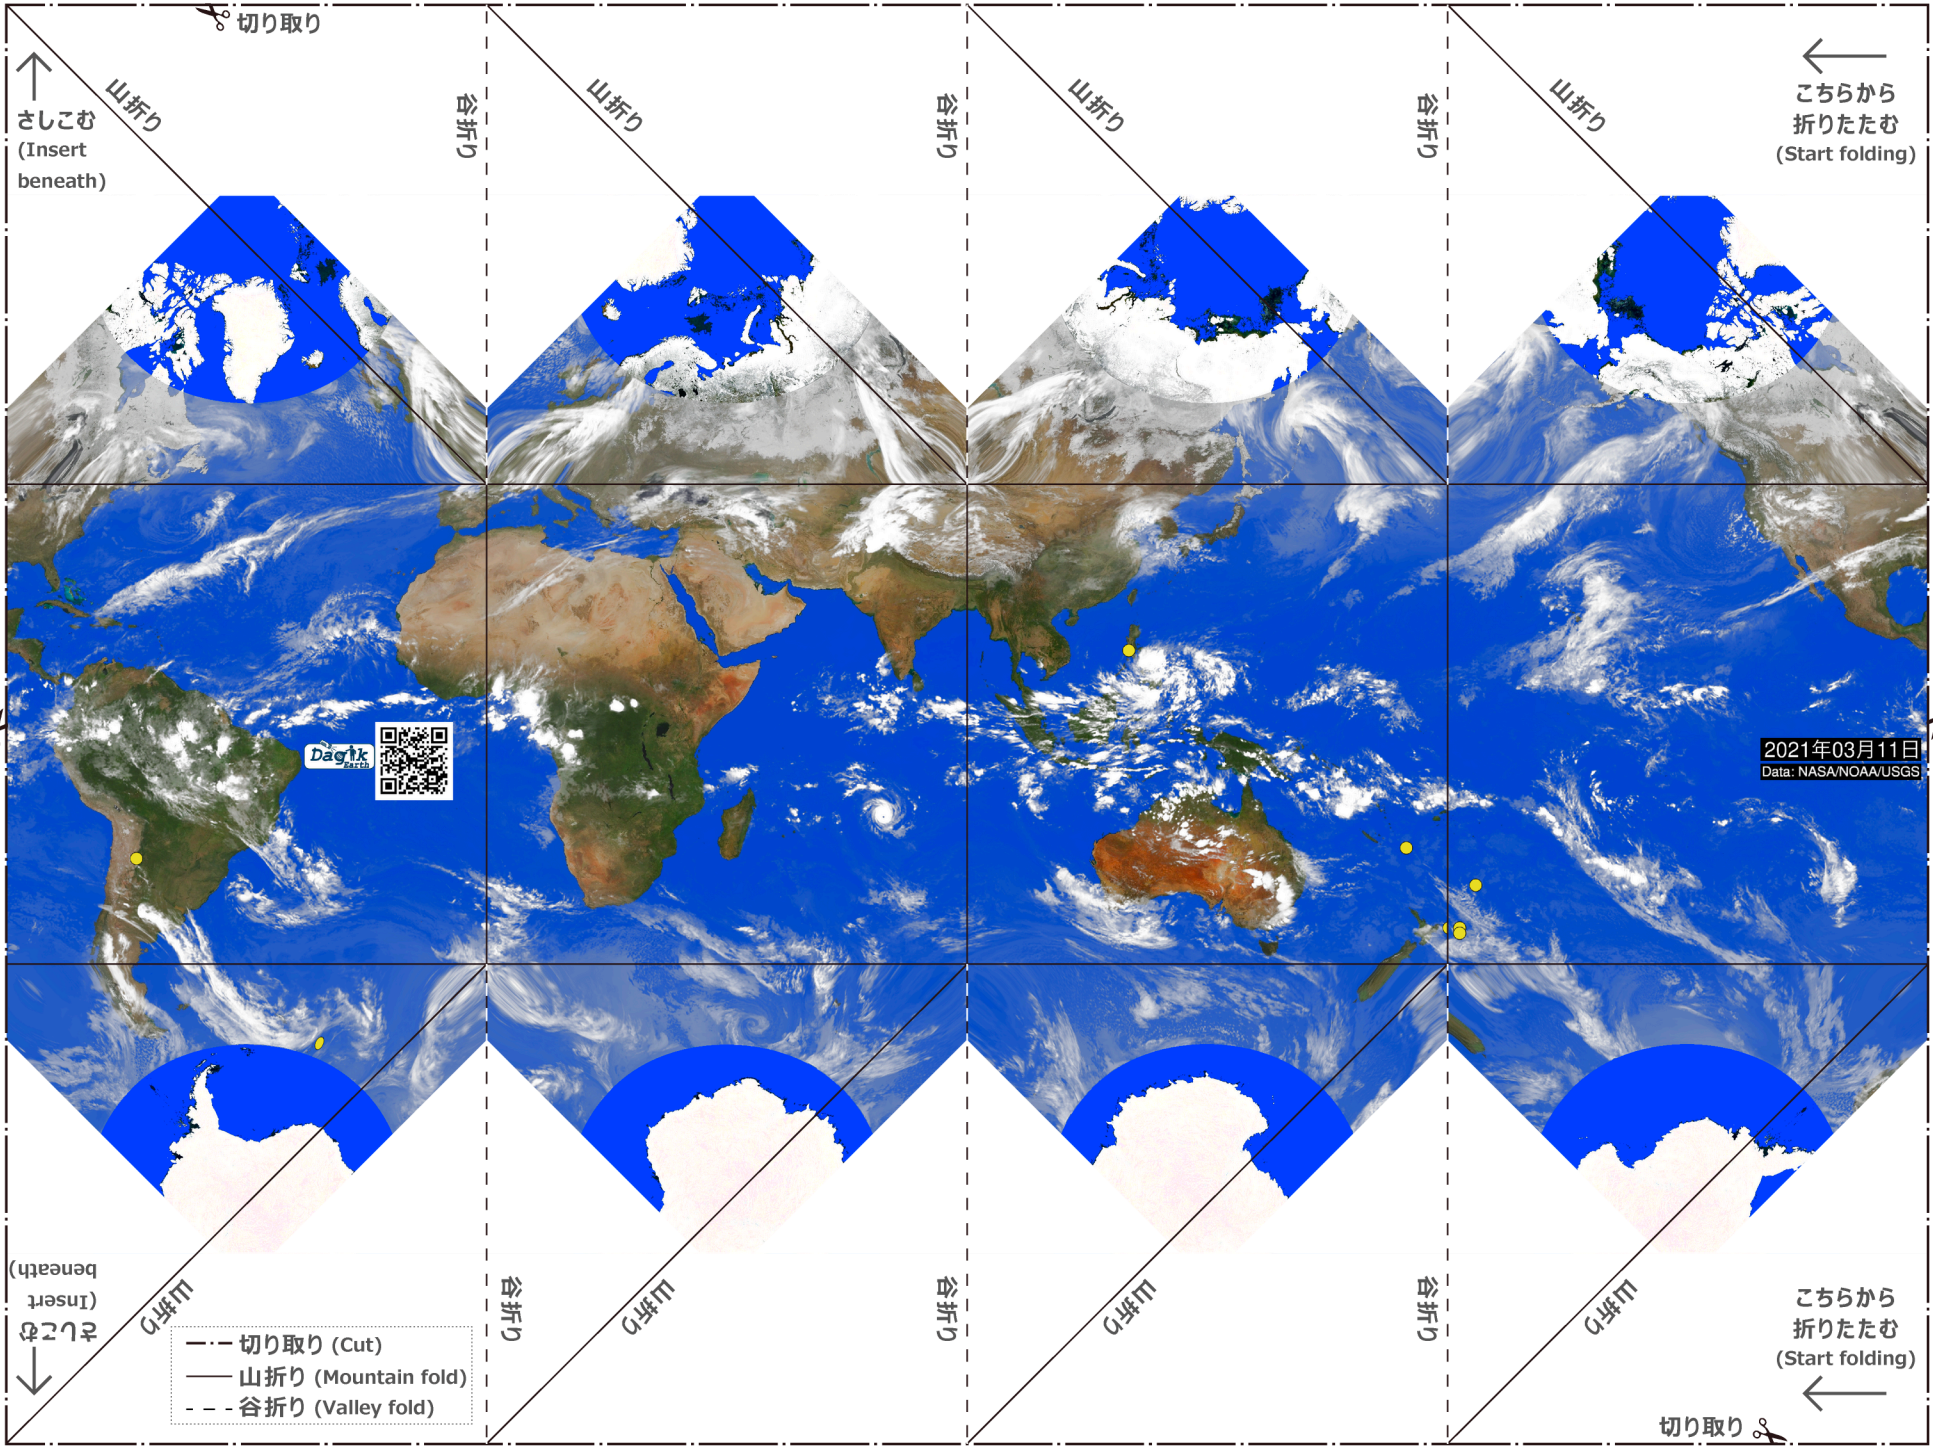 切り取り
山折り
谷折り
山折り
谷折り
山折り
谷折り
山折り
さしこむ
(Insert
beneath)
こちらから
折りたたむ
(Start folding)
Dagik
Earth
2021年03月11日
Data: NASA/NOAA/USGS
さしこむ
(Insert
beneath)
山折り
谷折り
山折り
谷折り
山折り
谷折り
山折り
切り取り (Cut)
山折り (Mountain fold)
谷折り (Valley fold)
こちらから
折りたたむ
(Start folding)
切り取り